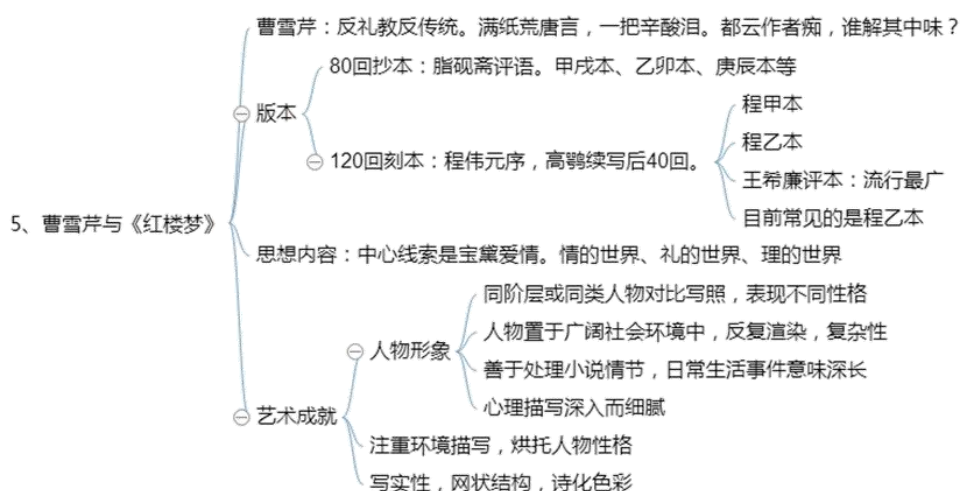 曹雪芹：反礼教反传统。满纸荒唐言，一把辛酸泪。都云作者痴，谁解其中味？
80回抄本：脂砚斋评语。甲戌本、乙卯本、庚辰本等
版本
程甲本
程乙本
120回刻本：程伟元序，高鹗续写后40回。
王希廉评本：流行最广
目前常见的是程乙本
5、曹雪芹与《红楼梦》
思想内容：中心线索是宝黛爱情。情的世界、礼的世界、理的世界
同阶层或同类人物对比写照，表现不同性格
人物置于广阔社会环境中，反复渲染，复杂性
人物形象
善于处理小说情节，日常生活事件意味深长
心理描写深入而细腻
艺术成就
注重环境描写，烘托人物性格
写实性，网状结构，诗化色彩